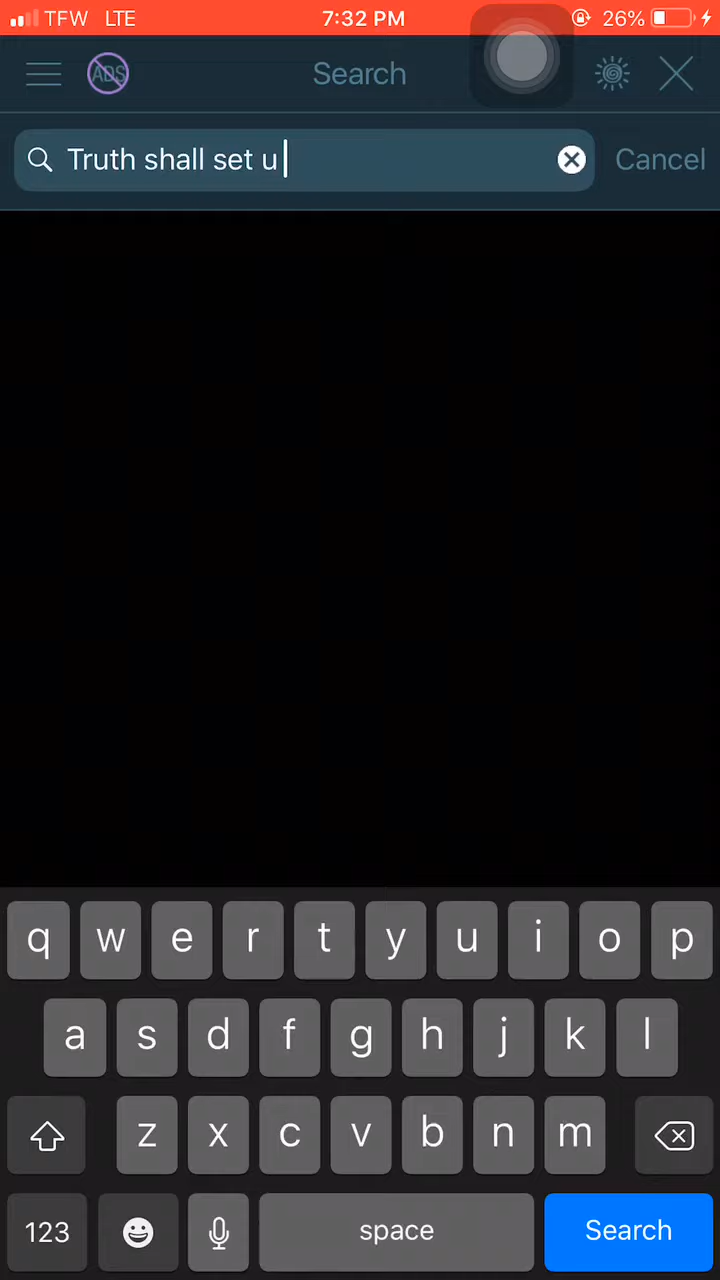 TFW LTE 7:32 PM 26%
ADS Search
Truth shall set u Cancel
q w e r t y u i o p
a s d f g h j k l
z x c v b n m
123 space Search